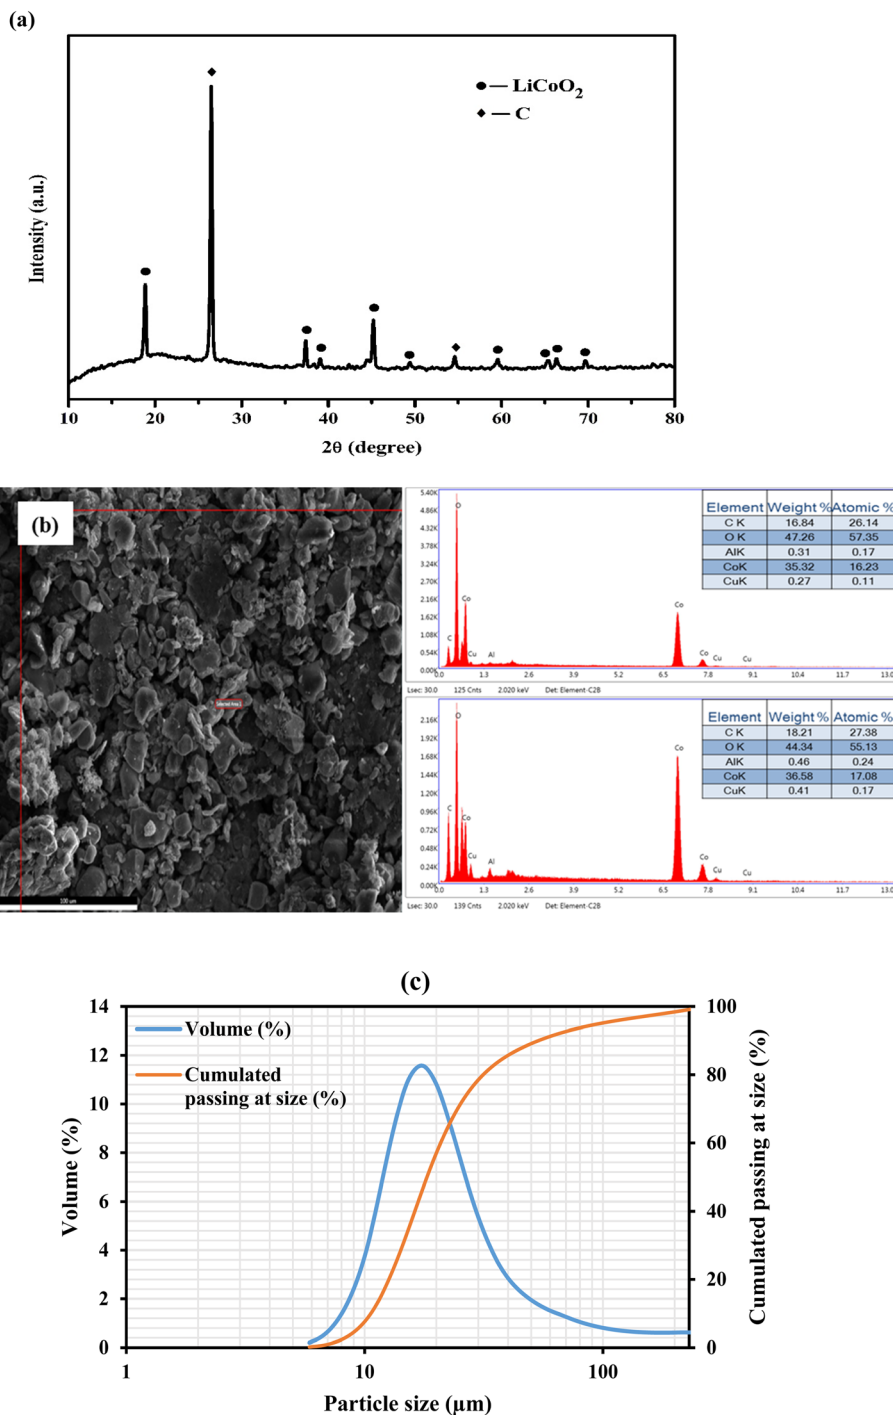 (a)
LiCoO2
C
Intensity (a.u.)
10 20 30 40 50 60 70 80
2θ (degree)
(b)
Selected Area 1
100 um
5.40K
4.86K
4.32K
3.78K
3.24K
2.70K
2.16K
1.62K
1.08K
0.54K
0.00K
C O Co Cu Al Co Co Cu Cu
0.0 1.3 2.6 3.9 5.2 6.5 7.8 9.1 10.4 11.7 13.0
Lsec: 30.0 125 Cnts 2.020 keV Det: Element-C2B
Element Weight % Atomic %
C K 16.84 26.14
O K 47.26 57.35
AlK 0.31 0.17
CoK 35.32 16.23
CuK 0.27 0.11
2.16K
1.92K
1.68K
1.44K
1.20K
0.96K
0.72K
0.48K
0.24K
0.00K
C O Co Cu Al Co Co Cu Cu
0.0 1.3 2.6 3.9 5.2 6.5 7.8 9.1 10.4 11.7 13.0
Lsec: 30.0 139 Cnts 2.020 keV Det: Element-C2B
Element Weight % Atomic %
C K 18.21 27.38
O K 44.34 55.13
AlK 0.46 0.24
CoK 36.58 17.08
CuK 0.41 0.17
(c)
Volume (%)
Cumulated
passing at size (%)
14
12
10
8
6
4
2
0
Volume (%)
100
80
60
40
20
0
Cumulated passing at size (%)
1 10 100
Particle size (µm)